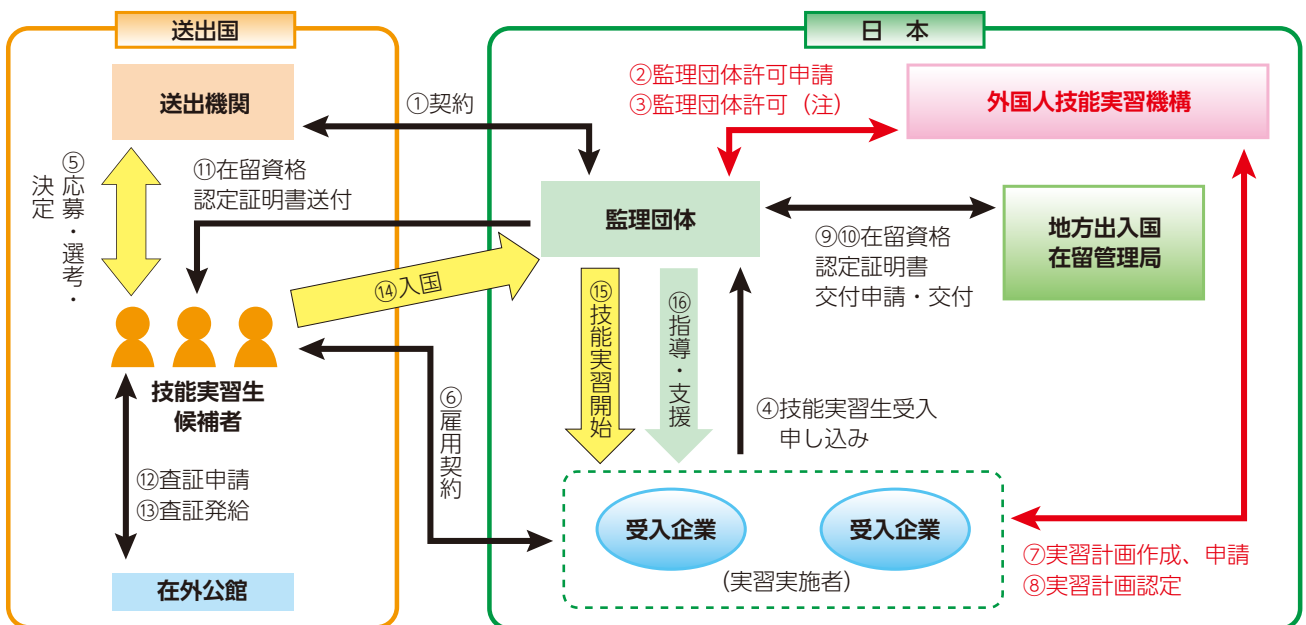 送出国
日 本
送出機関
①契約
②監理団体許可申請
③監理団体許可（注）
外国人技能実習機構
⑤応募・選考・
決定
⑪在留資格
認定証明書送付
監理団体
地方出入国
在留管理局
⑨⑩在留資格
認定証明書
交付申請・交付
⑭入国
⑮技能実習開始
⑯指導・支援
技能実習生
候補者
⑥雇用契約
④技能実習生受入
申し込み
⑫査証申請
⑬査証発給
受入企業
受入企業
(実習実施者)
⑦実習計画作成、申請
⑧実習計画認定
在外公館